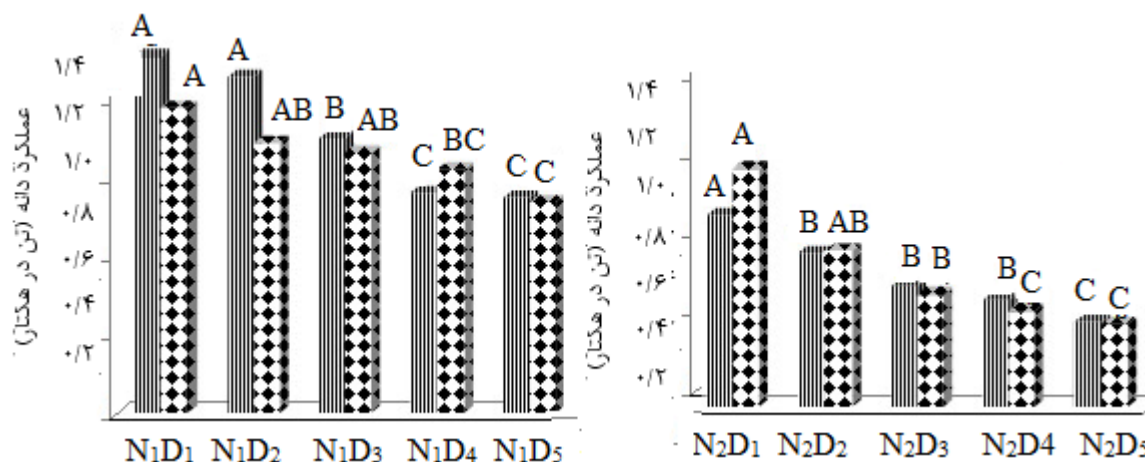 عملکرد دانه (تن در هکتار)
۱/۴
۱/۲
۱/۰
۰/۸
۰/۶
۰/۴
۰/۲
A A
A AB
B AB
C BC
C C
N₁D₁ N₁D₂ N₁D₃ N₁D₄ N₁D₅
عملکرد دانه (تن در هکتار)
۱/۴
۱/۲
۱/۰
۰/۸
۰/۶
۰/۴
۰/۲
A A
B AB
B B
B C
C C
N₂D₁ N₂D₂ N₂D₃ N₂D4 N₂D₅